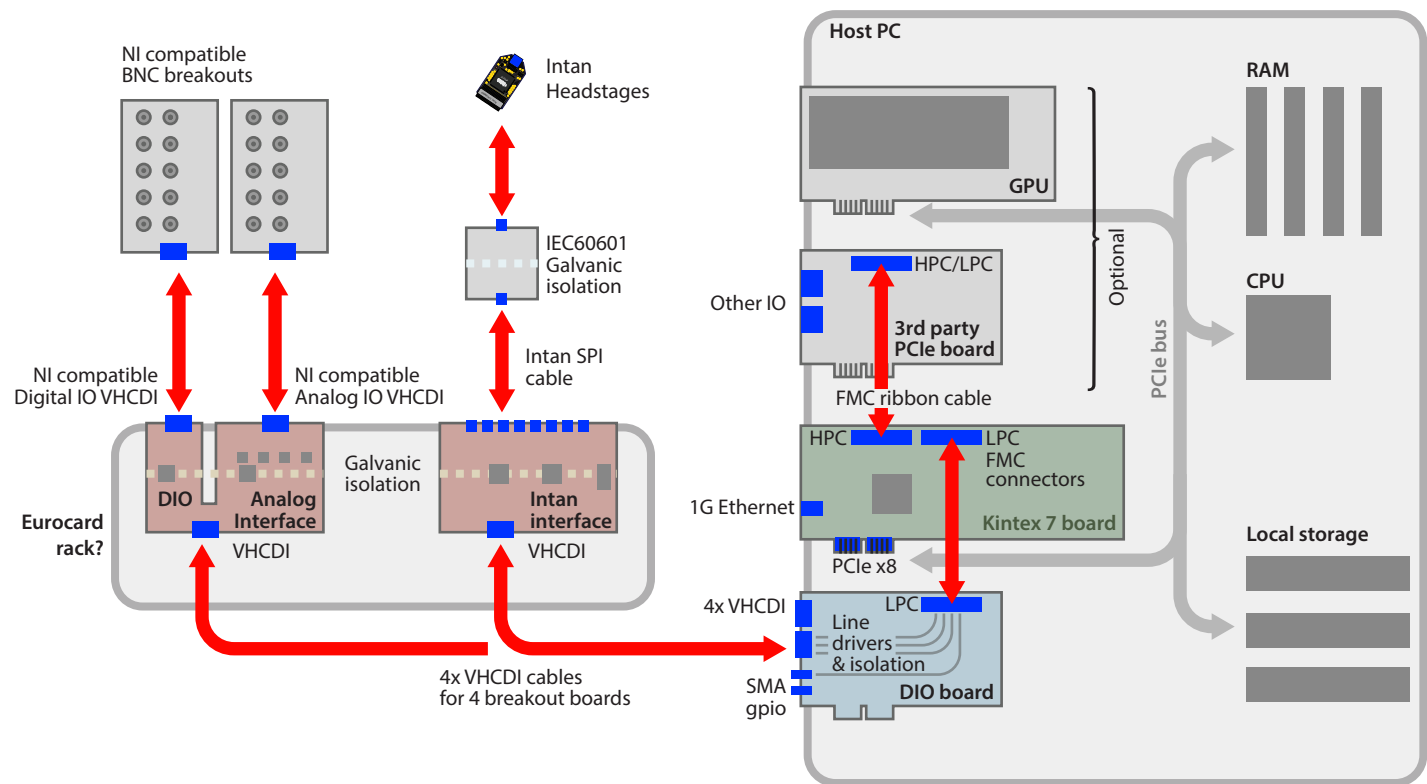 NI compatible
BNC breakouts
Intan
Headstages
IEC60601
Galvanic
isolation
Intan SPI
cable
NI compatible
Digital IO VHCDI
NI compatible
Analog IO VHCDI
Galvanic
isolation
DIO
Analog
Interface
Intan
interface
Eurocard
rack?
VHCDI
VHCDI
4x VHCDI cables
for 4 breakout boards
Host PC
GPU
Optional
HPC/LPC
Other IO
3rd party
PCIe board
FMC ribbon cable
HPC
LPC
FMC
connectors
1G Ethernet
Kintex 7 board
PCIe x8
4x VHCDI
LPC
Line
drivers
& isolation
SMA
gpio
DIO board
PCIe bus
RAM
CPU
Local storage